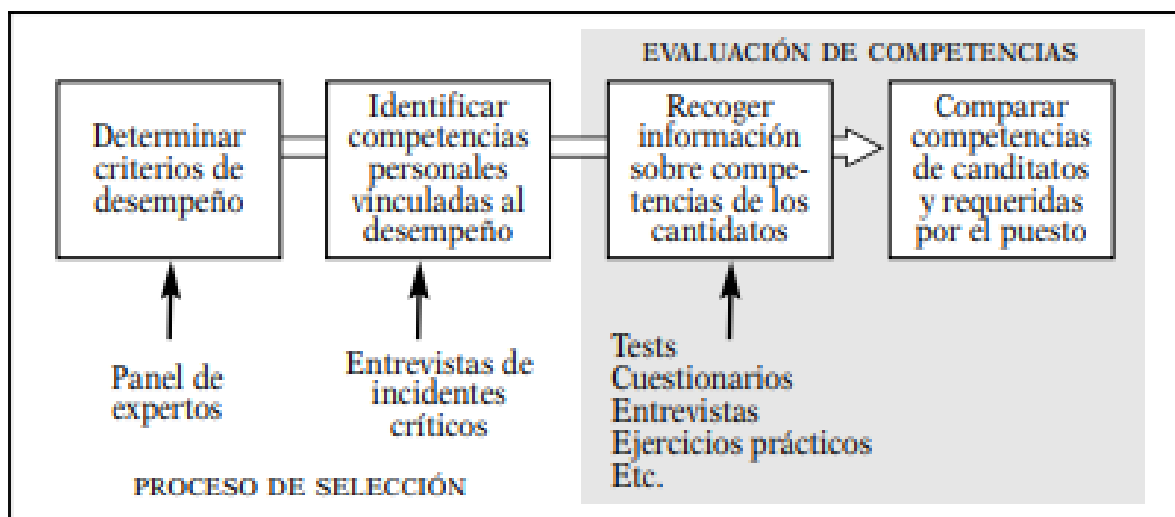 EVALUACIÓN DE COMPETENCIAS
Determinar
criterios de
desempeño
Identificar
competencias
personales
vinculadas al
desempeño
Recoger
información
sobre compe-
tencias de los
cantidatos
Comparar
competencias
de canditatos
y requeridas
por el puesto
Panel de
expertos
Entrevistas de
incidentes
críticos
Tests
Cuestionarios
Entrevistas
Ejercicios prácticos
Etc.
PROCESO DE SELECCIÓN